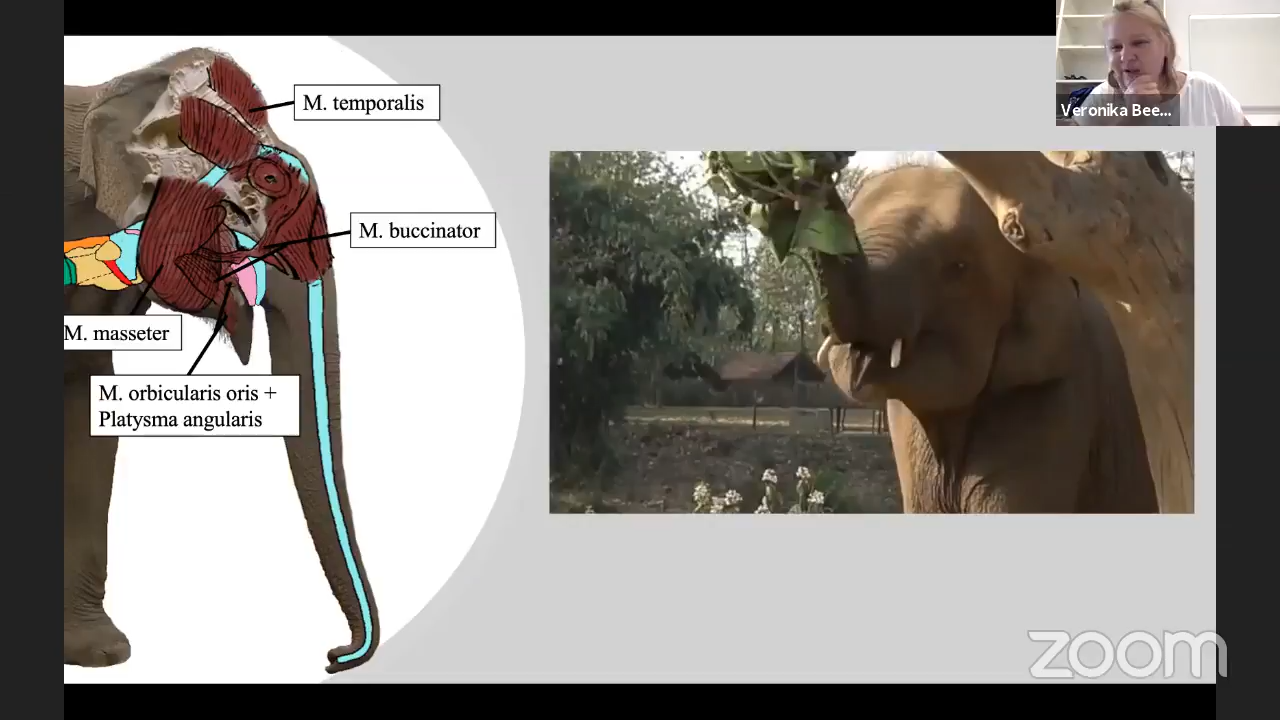 M. temporalis
Veronika Bee...
M. buccinator
M. masseter
M. orbicularis oris +
Platysma angularis
zoom